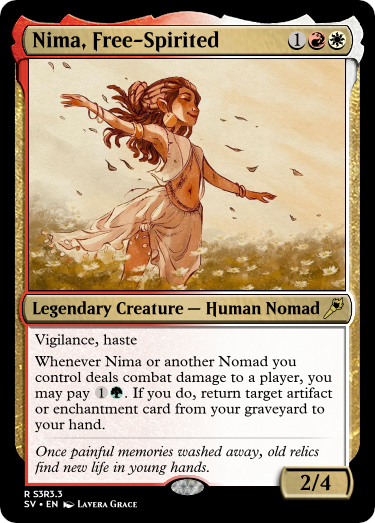 Nima, Free-Spirited 1
Legendary Creature — Human Nomad
Vigilance, haste
Whenever Nima or another Nomad you
control deals combat damage to a player, you
may pay 1 . If you do, return target artifact
or enchantment card from your graveyard to
your hand.
Once painful memories washed away, old relics
find new life in young hands.
2/4
R S3R3.3
SV • EN Lavera Grace